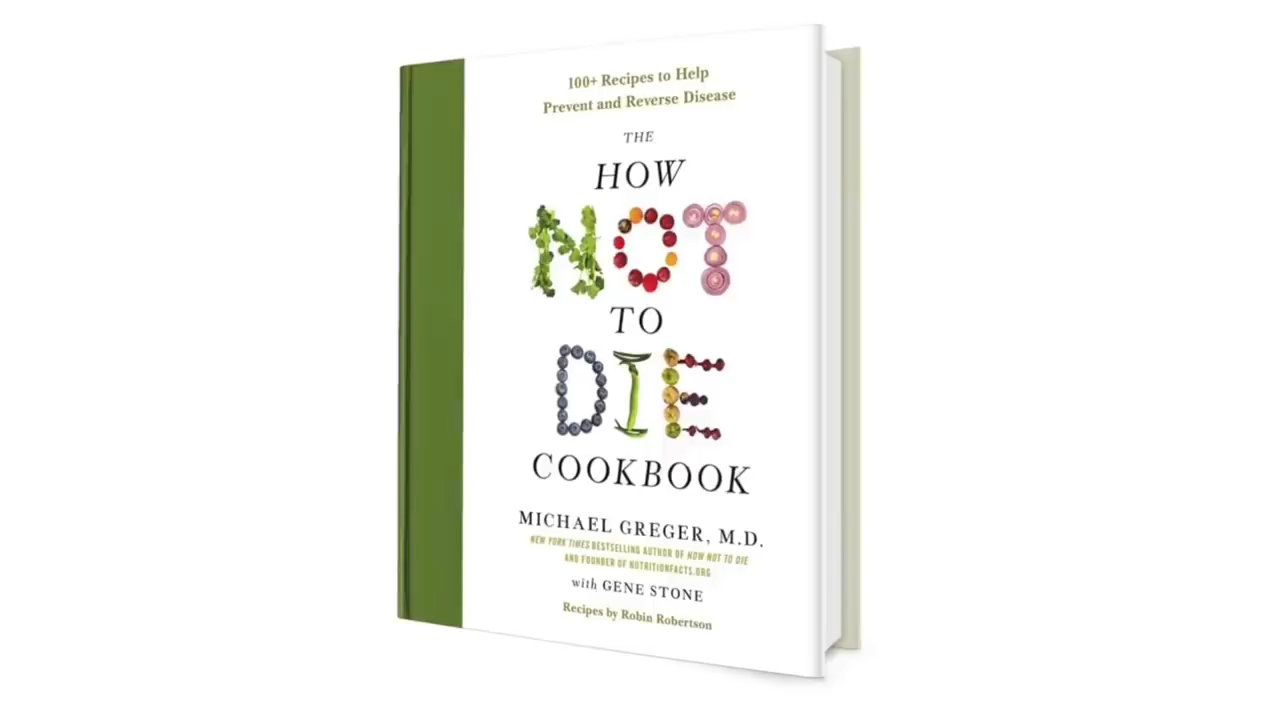 100+ Recipes to Help
Prevent and Reverse Disease
THE
HOW
NOT
TO
DIE
COOKBOOK
MICHAEL GREGER, M.D.
NEW YORK TIMES BESTSELLING AUTHOR OF HOW NOT TO DIE
AND FOUNDER OF NUTRITIONFACTS.ORG
with GENE STONE
Recipes by Robin Robertson